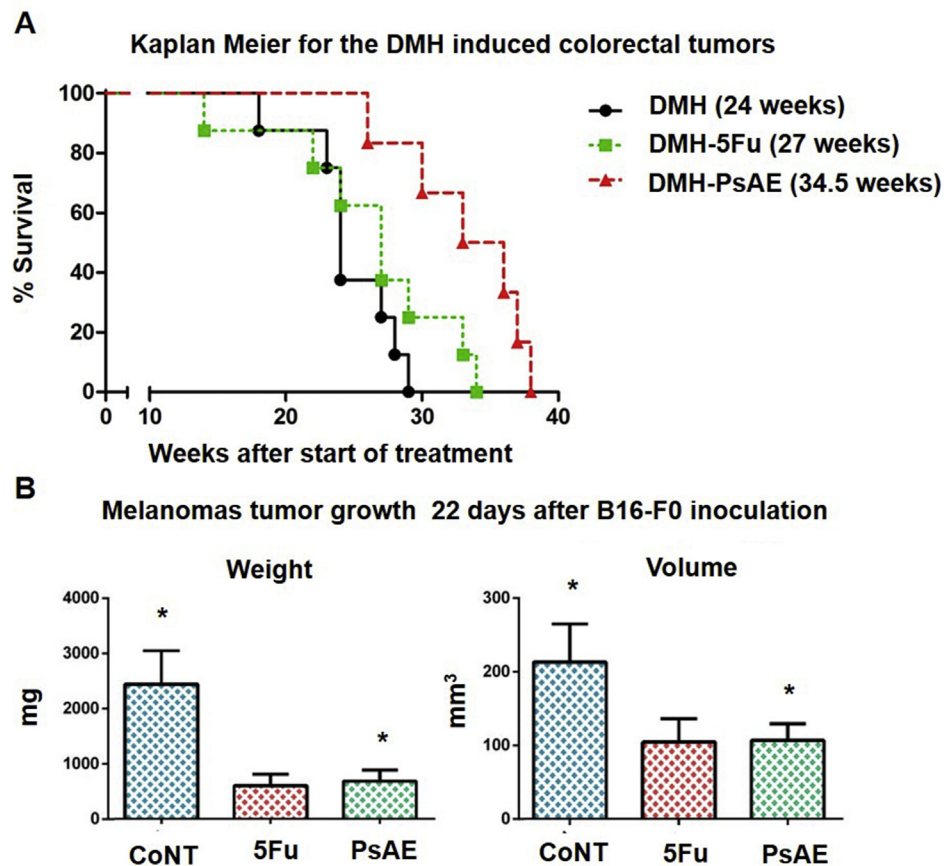 A
Kaplan Meier for the DMH induced colorectal tumors
100
80
60
40
20
0
% Survival
0 10 20 30 40
Weeks after start of treatment
DMH (24 weeks)
DMH-5Fu (27 weeks)
DMH-PsAE (34.5 weeks)
B
Melanomas tumor growth 22 days after B16-F0 inoculation
Weight
4000
3000
2000
1000
0
mg
*
*
CoNT 5Fu PsAE
Volume
300
200
100
0
mm³
*
*
CoNT 5Fu PsAE